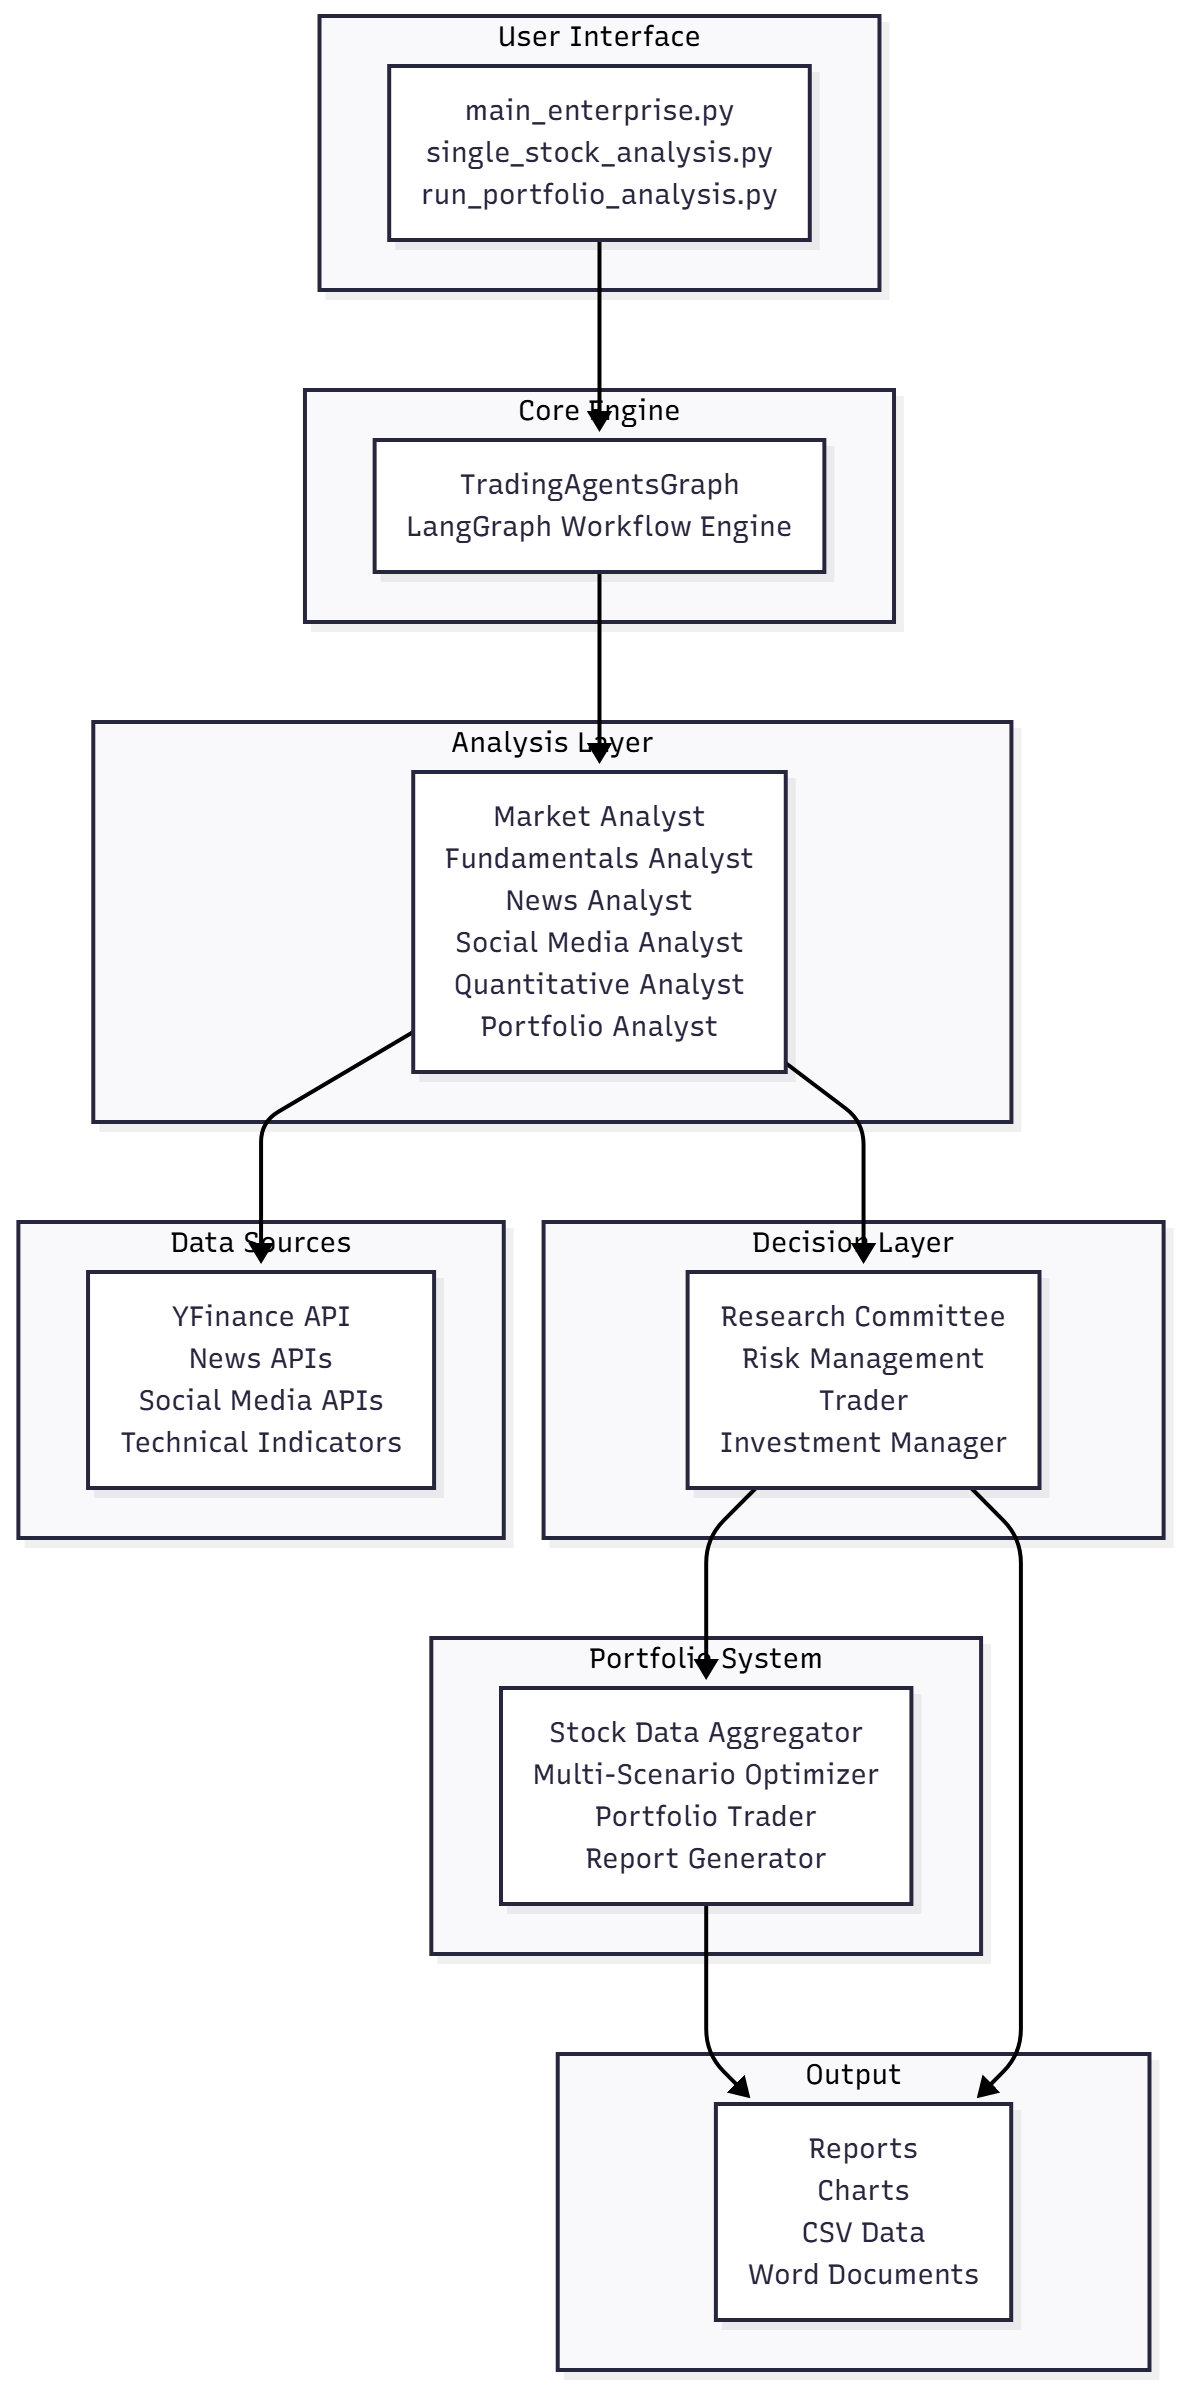 User Interface
main_enterprise.py
single_stock_analysis.py
run_portfolio_analysis.py
Core Engine
TradingAgentsGraph
LangGraph Workflow Engine
Analysis Layer
Market Analyst
Fundamentals Analyst
News Analyst
Social Media Analyst
Quantitative Analyst
Portfolio Analyst
Data Sources
YFinance API
News APIs
Social Media APIs
Technical Indicators
Decision Layer
Research Committee
Risk Management
Trader
Investment Manager
Portfolio System
Stock Data Aggregator
Multi-Scenario Optimizer
Portfolio Trader
Report Generator
Output
Reports
Charts
CSV Data
Word Documents